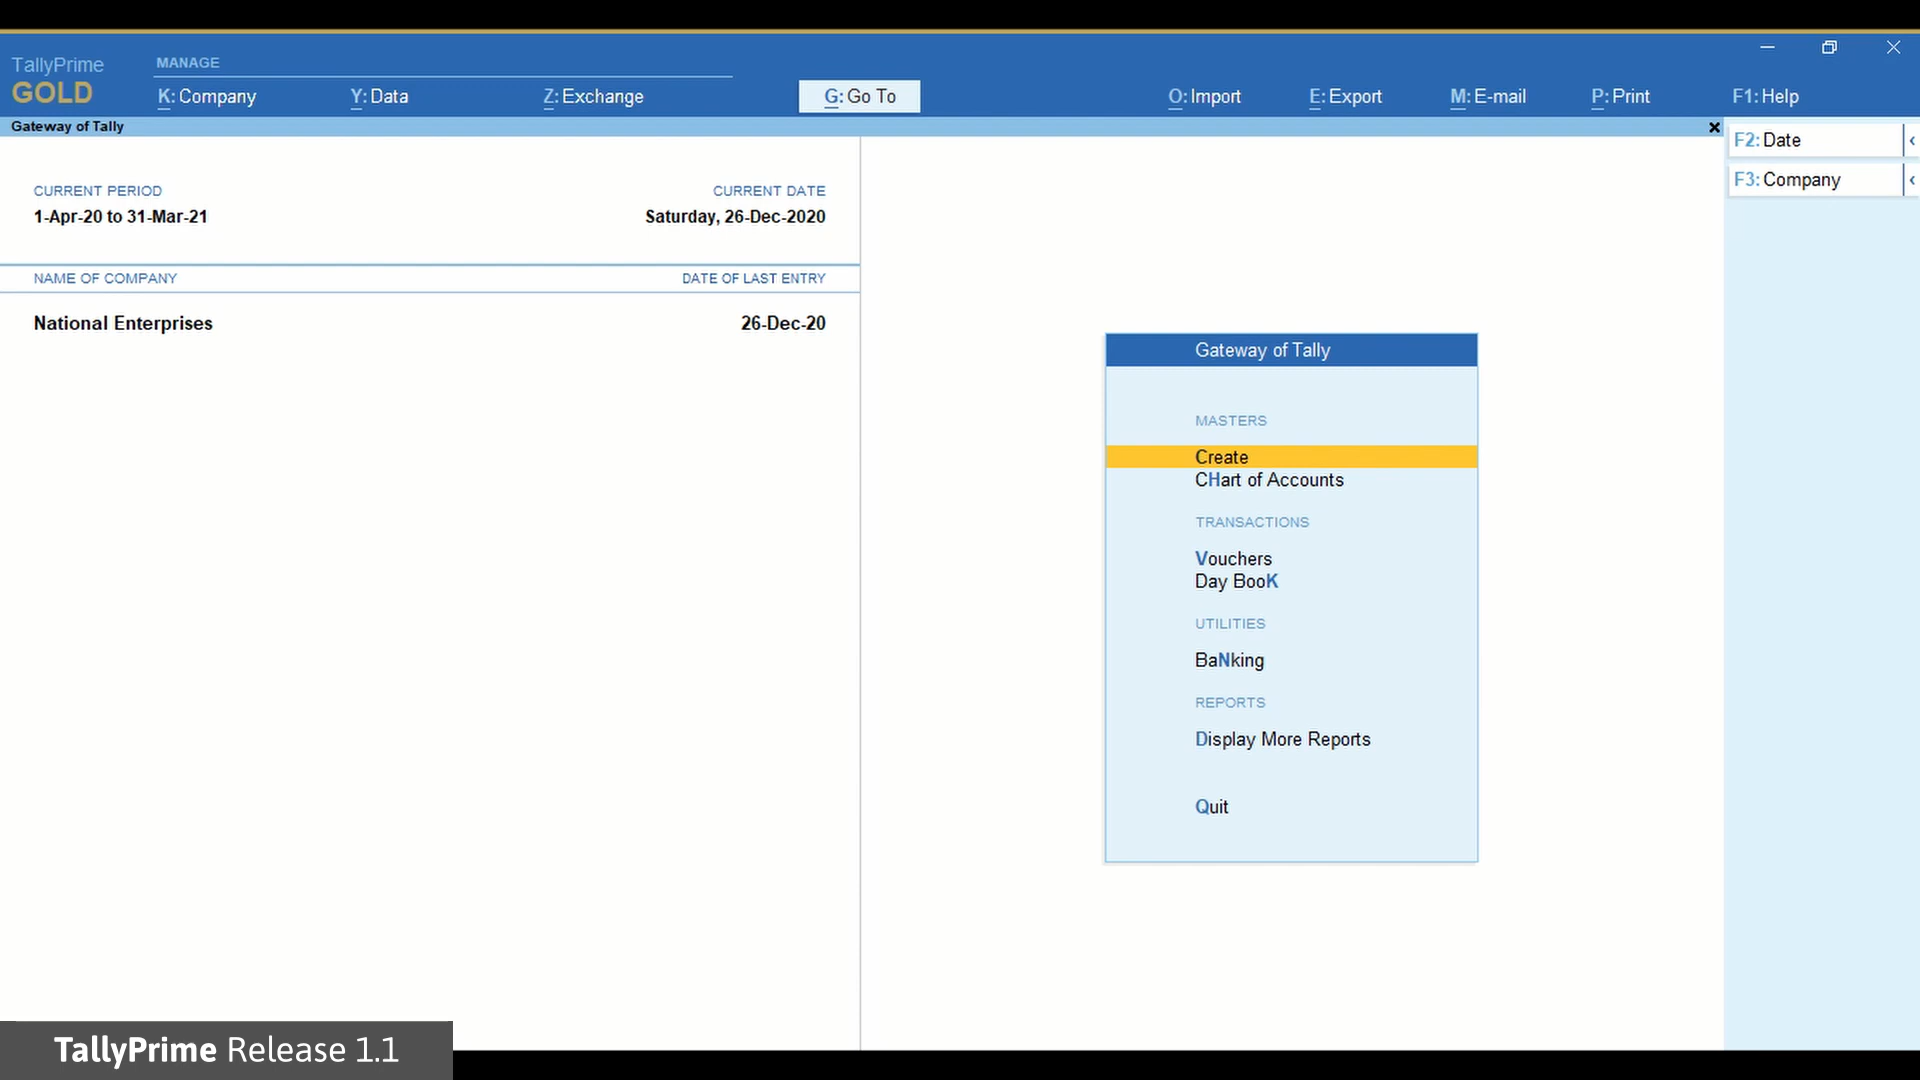 TallyPrime
GOLD
MANAGE
K: Company
Y: Data
Z: Exchange
G: Go To
O: Import
E: Export
M: E-mail
P: Print
F1: Help
Gateway of Tally
F2: Date
F3: Company
CURRENT PERIOD
CURRENT DATE
1-Apr-20 to 31-Mar-21
Saturday, 26-Dec-2020
NAME OF COMPANY
DATE OF LAST ENTRY
National Enterprises
26-Dec-20
Gateway of Tally
MASTERS
Create
CHart of Accounts
TRANSACTIONS
Vouchers
Day BooK
UTILITIES
BaNking
REPORTS
Display More Reports
Quit
TallyPrime Release 1.1